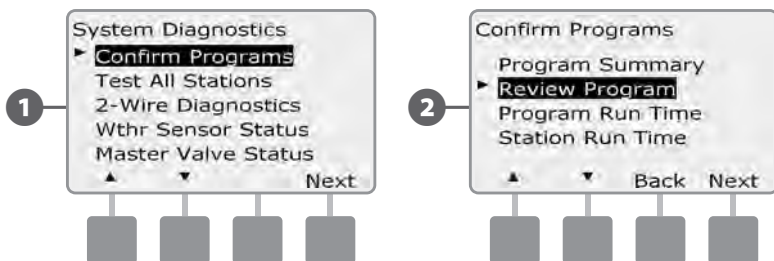 1
System Diagnostics
Confirm Programs
Test All Stations
2-Wire Diagnostics
Wthr Sensor Status
Master Valve Status
Next
2
Confirm Programs
Program Summary
Review Program
Program Run Time
Station Run Time
Back Next